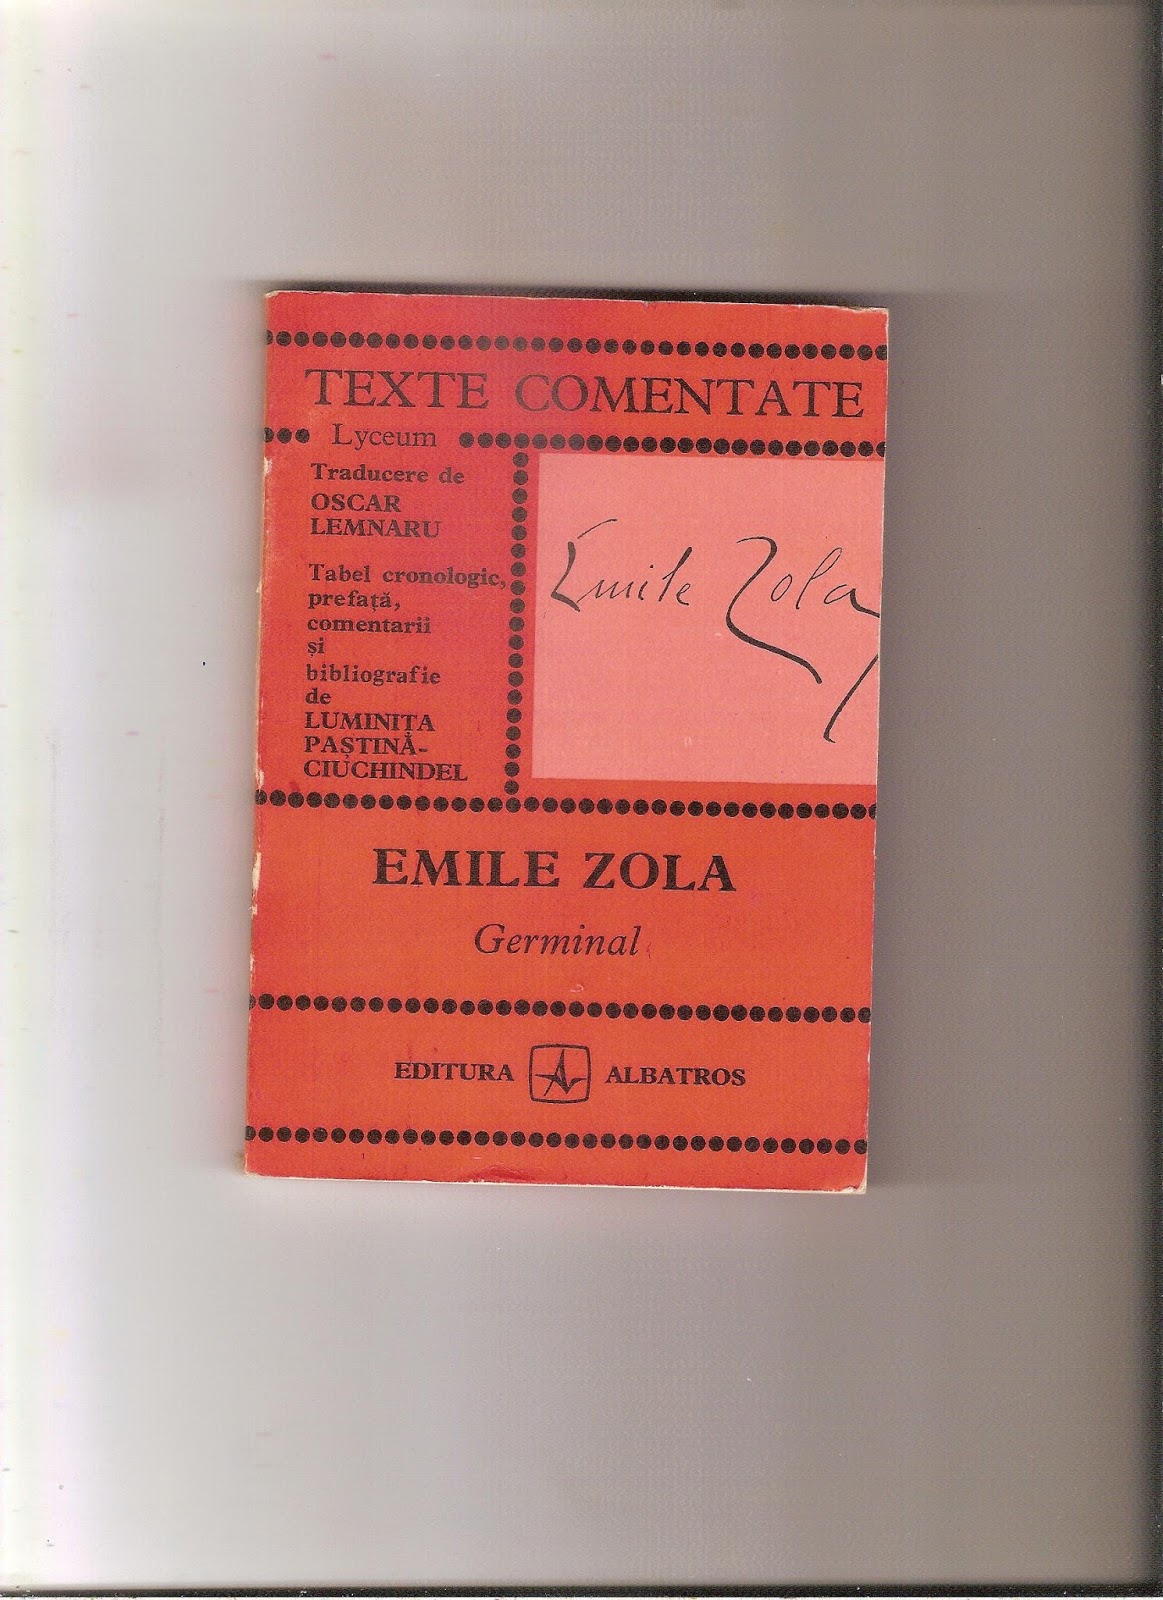 TEXTE COMENTATE
Lyceum
Traducere de
OSCAR
LEMNARU
Tabel cronologic,
prefață,
comentarii
și
bibliografie
de
LUMINIȚA
PAȘTINĂ-
CIUCHINDEL
Emile Zola
EMILE ZOLA
Germinal
EDITURA ALBATROS